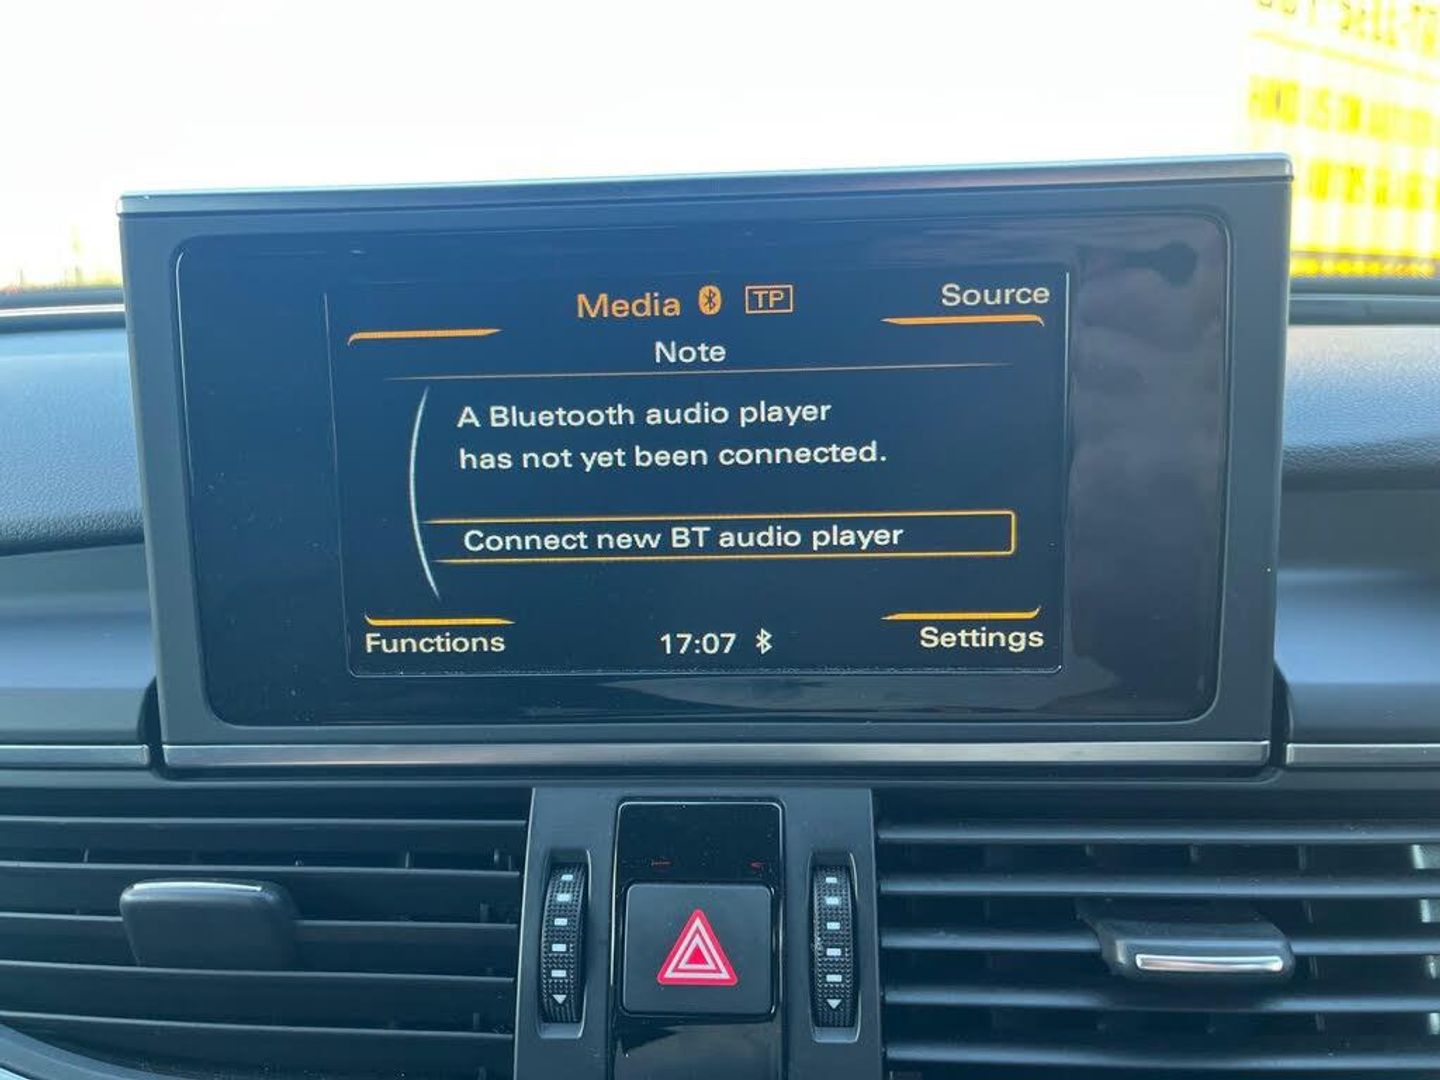 Media TP
Source
Note
A Bluetooth audio player
has not yet been connected.
Connect new BT audio player
Functions
17:07
Settings